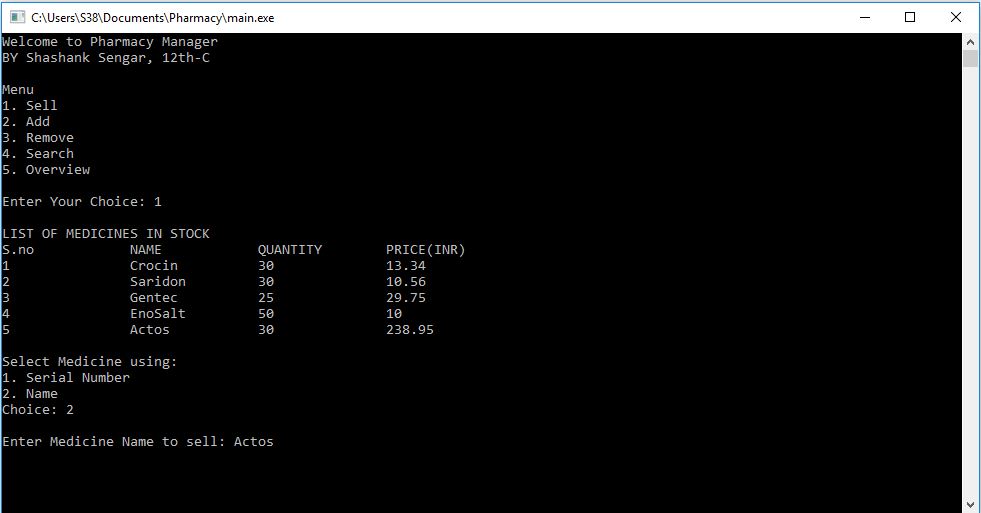 C:\Users\S38\Documents\Pharmacy\main.exe
Welcome to Pharmacy Manager
BY Shashank Sengar, 12th-C
Menu
1. Sell
2. Add
3. Remove
4. Search
5. Overview
Enter Your Choice: 1
LIST OF MEDICINES IN STOCK
S.no NAME QUANTITY PRICE(INR)
1 Crocin 30 13.34
2 Saridon 30 10.56
3 Gentec 25 29.75
4 EnoSalt 50 10
5 Actos 30 238.95
Select Medicine using:
1. Serial Number
2. Name
Choice: 2
Enter Medicine Name to sell: Actos